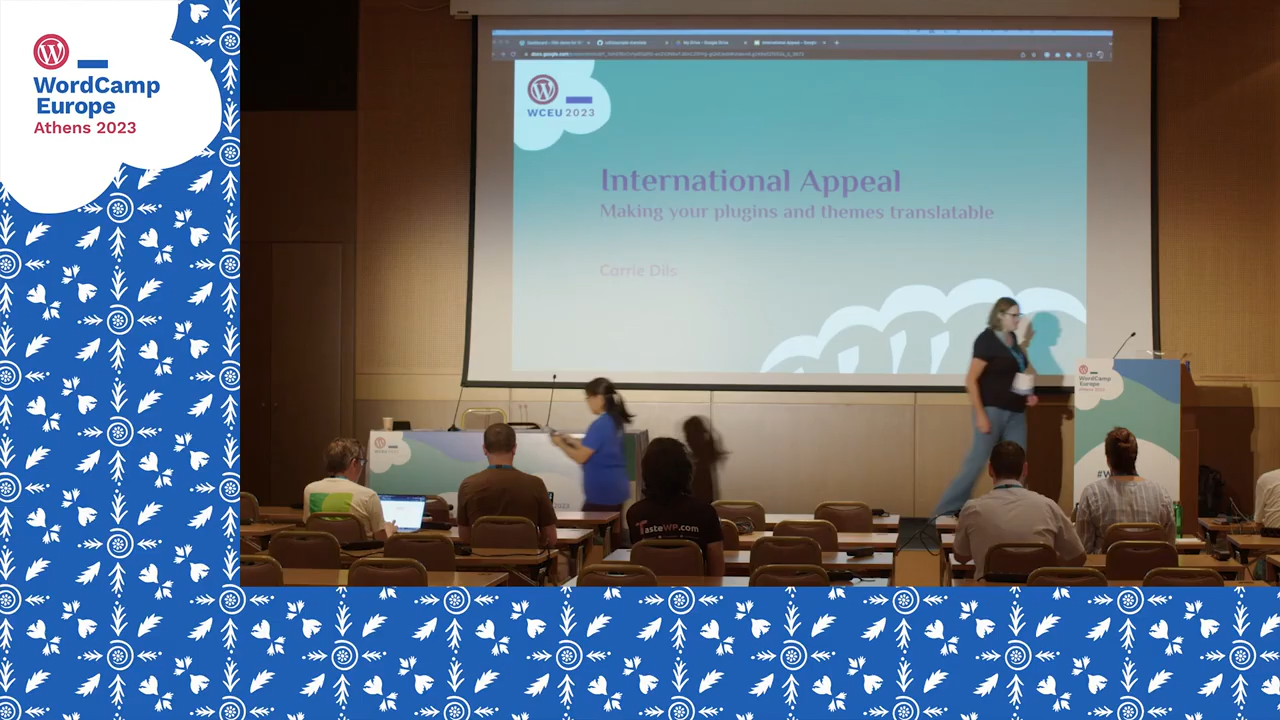 WordCamp
Europe
Athens 2023
WCEU 2023
International Appeal
Making your plugins and themes translatable
Carrie Dils
WordCamp
Europe
TasteWP.com